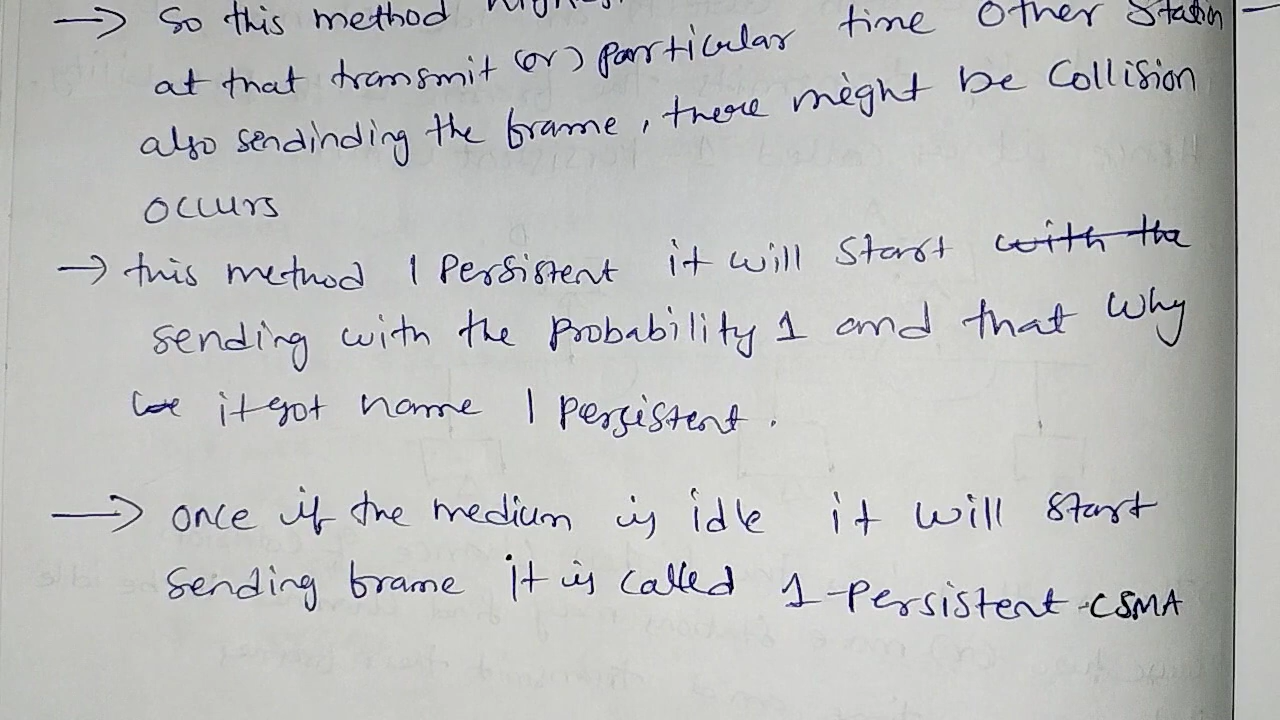 → So this method
at that transmit (or) particular time other station
also sendinding the frame, there might be Collision
occurs
→ this method 1 Persistent it will start with the
sending with the Probability 1 and that why
we it got name 1 Persistent.
→ once if the medium is idle it will start
sending frame it is called 1-Persistent-CSMA